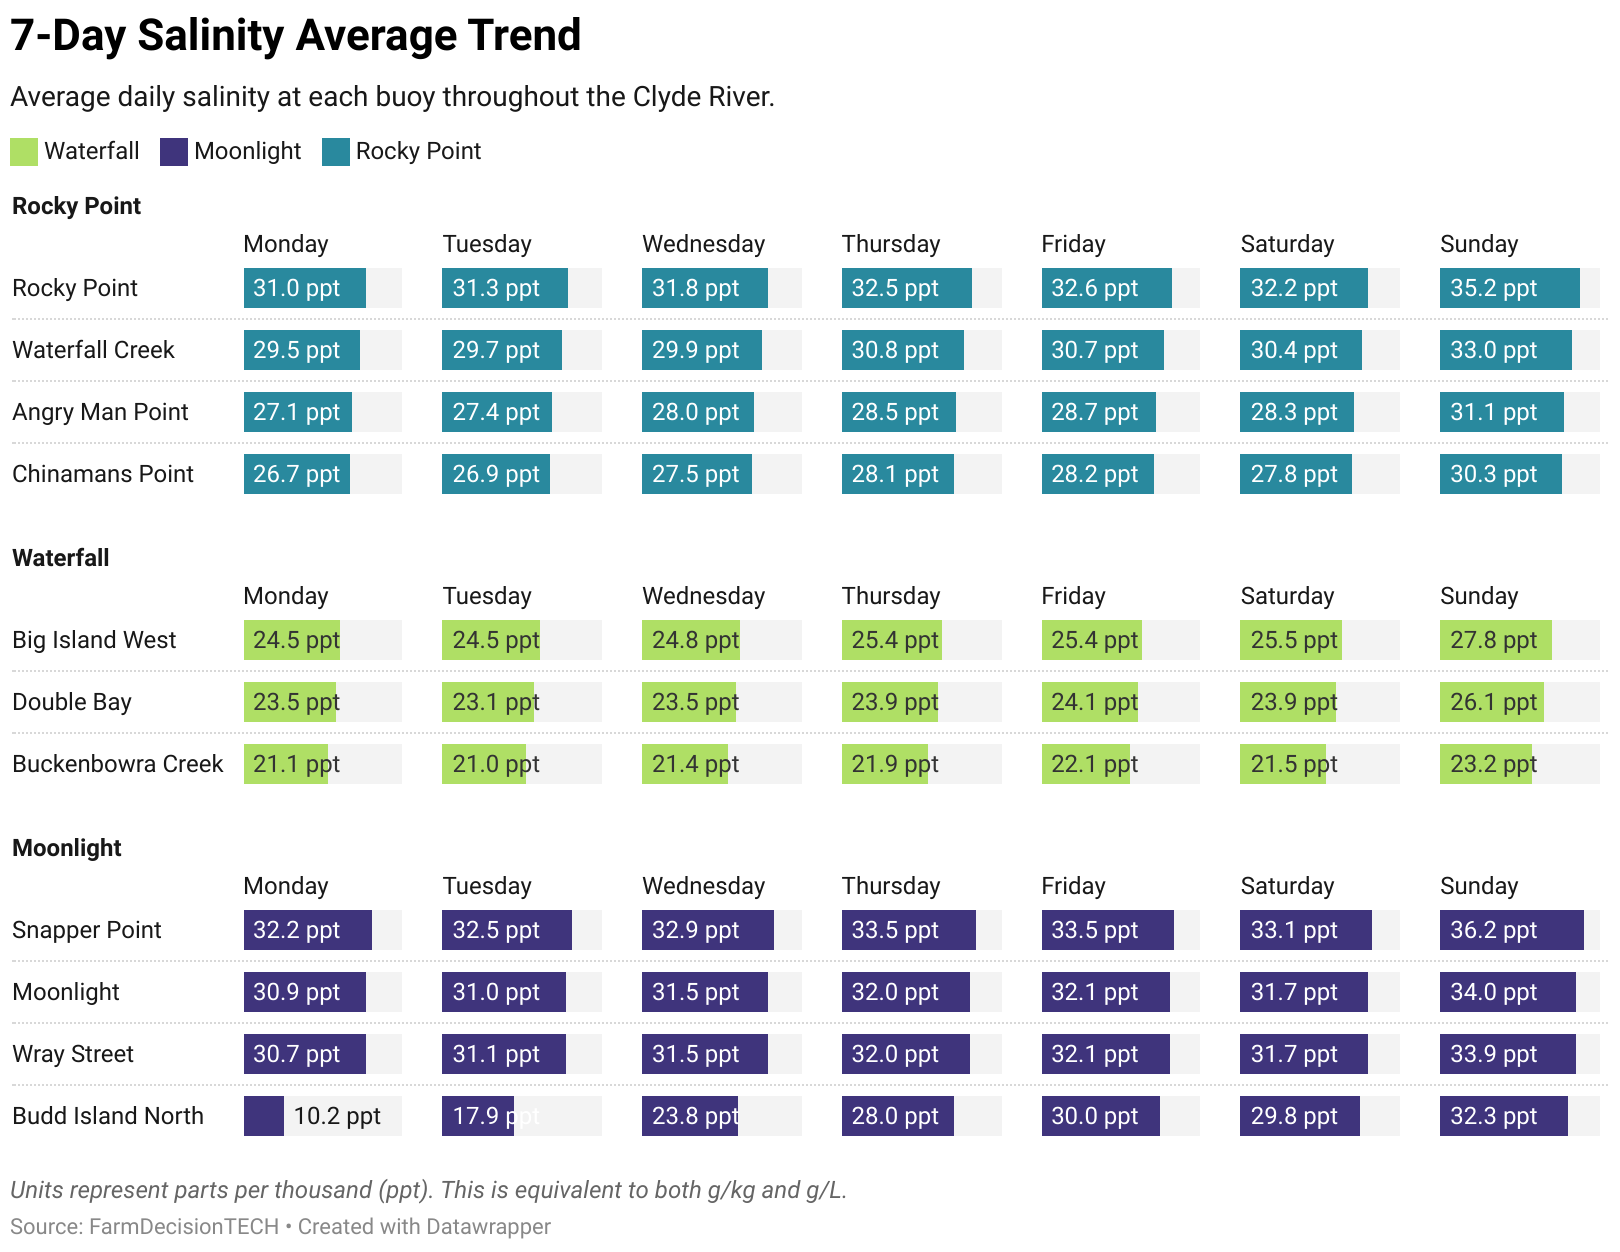 7-Day Salinity Average Trend
Average daily salinity at each buoy throughout the Clyde River.
Waterfall Moonlight Rocky Point
Rocky Point
Monday Tuesday Wednesday Thursday Friday Saturday Sunday
Rocky Point 31.0 ppt 31.3 ppt 31.8 ppt 32.5 ppt 32.6 ppt 32.2 ppt 35.2 ppt
Waterfall Creek 29.5 ppt 29.7 ppt 29.9 ppt 30.8 ppt 30.7 ppt 30.4 ppt 33.0 ppt
Angry Man Point 27.1 ppt 27.4 ppt 28.0 ppt 28.5 ppt 28.7 ppt 28.3 ppt 31.1 ppt
Chinamans Point 26.7 ppt 26.9 ppt 27.5 ppt 28.1 ppt 28.2 ppt 27.8 ppt 30.3 ppt
Waterfall
Monday Tuesday Wednesday Thursday Friday Saturday Sunday
Big Island West 24.5 ppt 24.5 ppt 24.8 ppt 25.4 ppt 25.4 ppt 25.5 ppt 27.8 ppt
Double Bay 23.5 ppt 23.1 ppt 23.5 ppt 23.9 ppt 24.1 ppt 23.9 ppt 26.1 ppt
Buckenbowra Creek 21.1 ppt 21.0 ppt 21.4 ppt 21.9 ppt 22.1 ppt 21.5 ppt 23.2 ppt
Moonlight
Monday Tuesday Wednesday Thursday Friday Saturday Sunday
Snapper Point 32.2 ppt 32.5 ppt 32.9 ppt 33.5 ppt 33.5 ppt 33.1 ppt 36.2 ppt
Moonlight 30.9 ppt 31.0 ppt 31.5 ppt 32.0 ppt 32.1 ppt 31.7 ppt 34.0 ppt
Wray Street 30.7 ppt 31.1 ppt 31.5 ppt 32.0 ppt 32.1 ppt 31.7 ppt 33.9 ppt
Budd Island North 10.2 ppt 17.9 ppt 23.8 ppt 28.0 ppt 30.0 ppt 29.8 ppt 32.3 ppt
Units represent parts per thousand (ppt). This is equivalent to both g/kg and g/L.
Source: FarmDecisionTECH • Created with Datawrapper